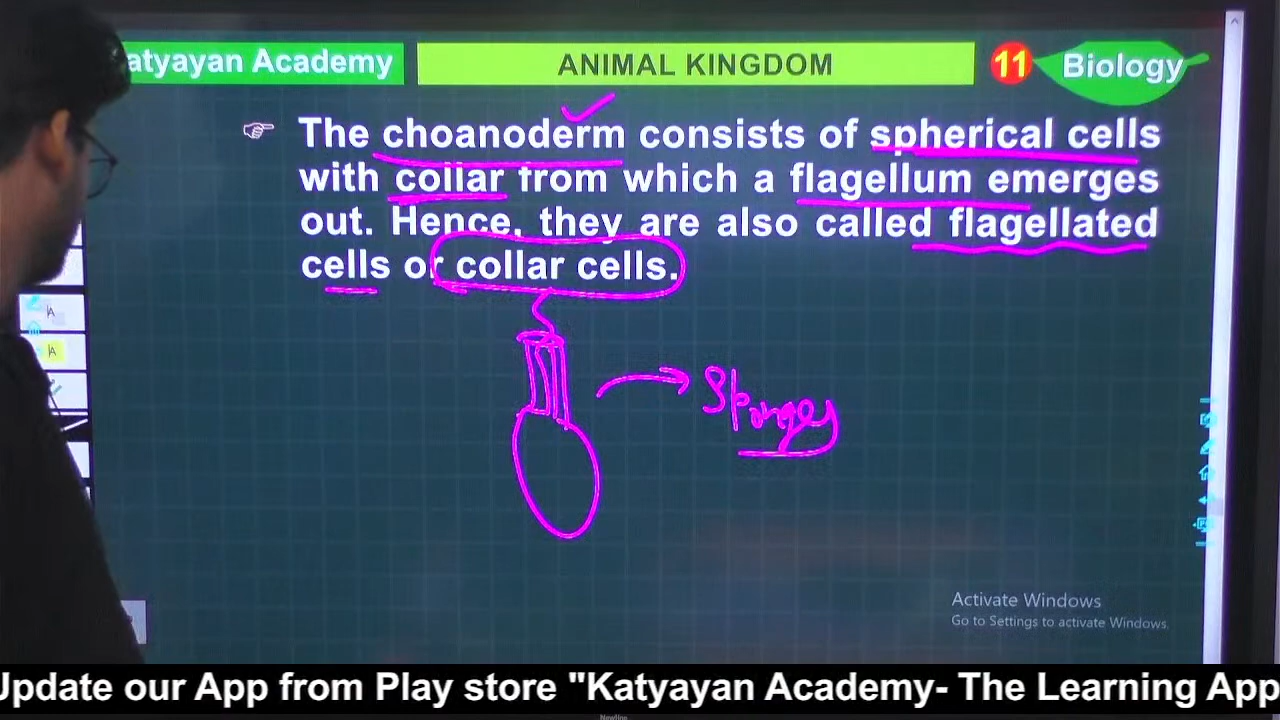 atyayan Academy
ANIMAL KINGDOM
11 Biology
The choanoderm consists of spherical cells
with collar from which a flagellum emerges
out. Hence, they are also called flagellated
cells or collar cells.
Sponges
Activate Windows
Go to Settings to activate Windows.
Update our App from Play store "Katyayan Academy- The Learning App
Newline